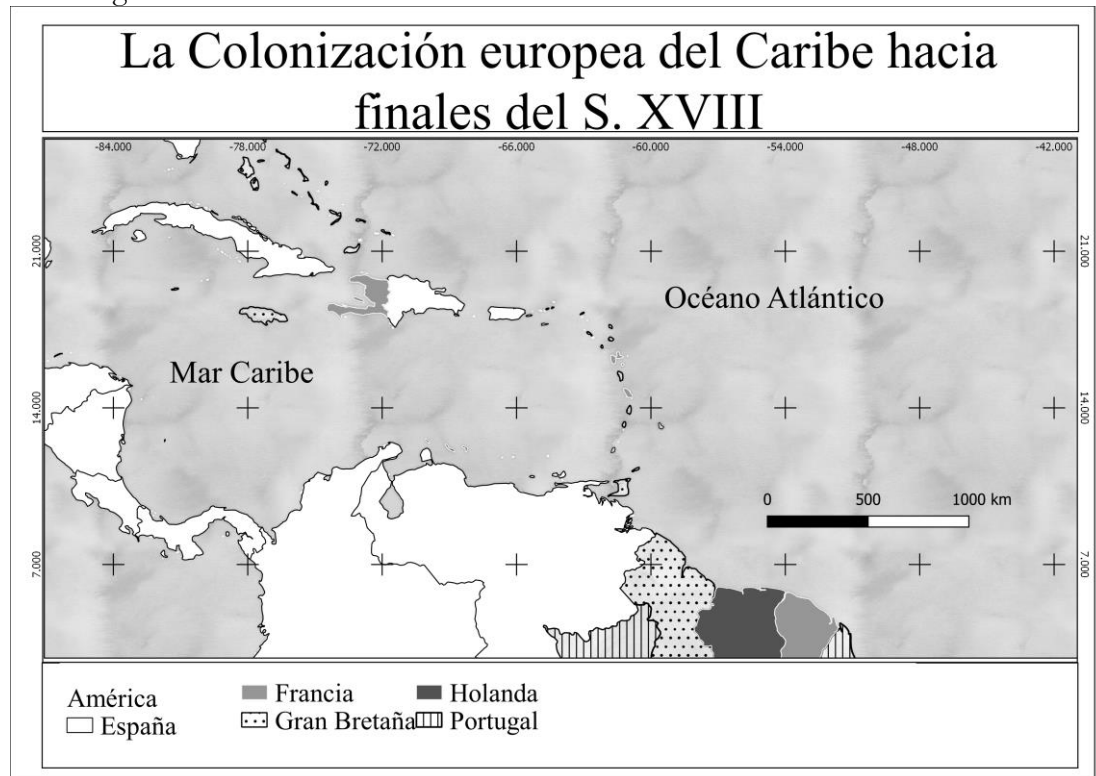 La Colonización europea del Caribe hacia
finales del S. XVIII
-84.000 -78.000 -72.000 -66.000 -60.000 -54.000 -48.000 -42.000
21.000 21.000
Océano Atlántico
Mar Caribe
14.000 14.000
0 500 1000 km
7.000 7.000
América
España
Francia
Gran Bretaña
Holanda
Portugal